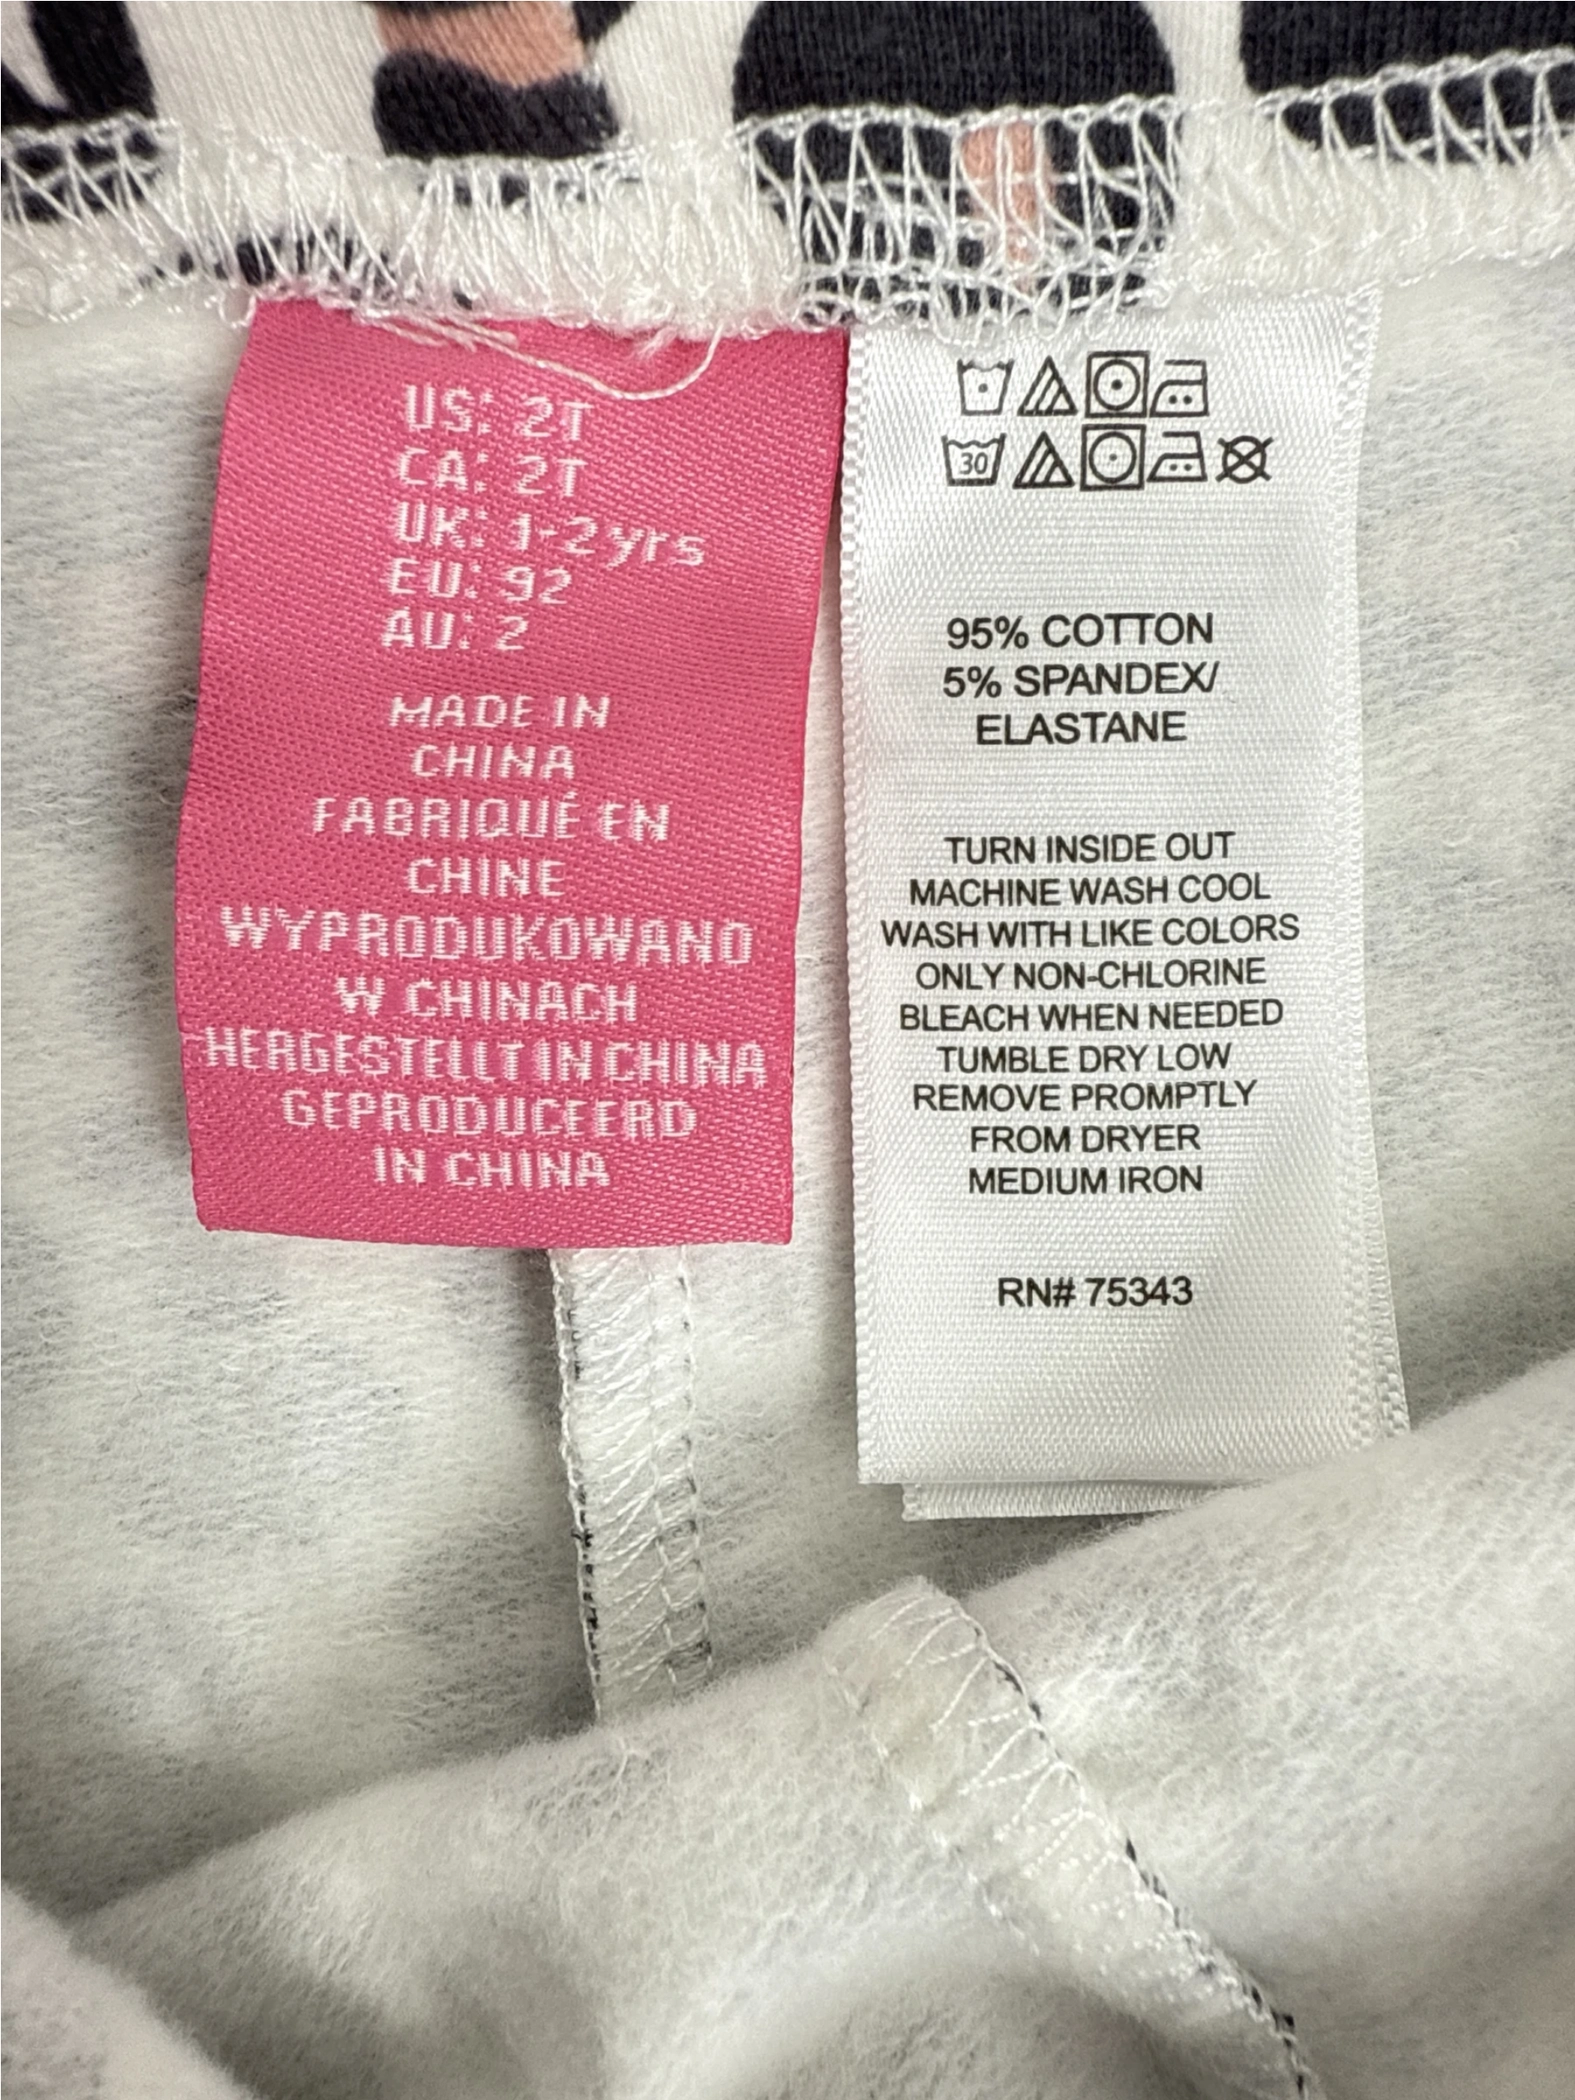 US: 2T
CA: 2T
UK: 1-2yrs
EU: 92
AU: 2
MADE IN
CHINA
FABRIQUÉ EN
CHINE
WYPRODUKOWANO
W CHINACH
HERGESTELLT IN CHINA
GEPRODUCEERD
IN CHINA
30
95% COTTON
5% SPANDEX/
ELASTANE
TURN INSIDE OUT
MACHINE WASH COOL
WASH WITH LIKE COLORS
ONLY NON-CHLORINE
BLEACH WHEN NEEDED
TUMBLE DRY LOW
REMOVE PROMPTLY
FROM DRYER
MEDIUM IRON
RN# 75343